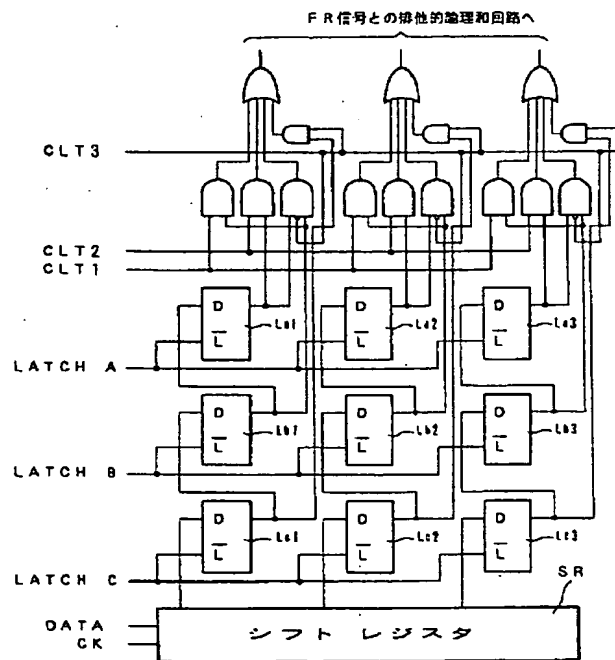 FR信号との排他的論理和回路へ
CLT3
CLT2
CLT1
D
L
La1
D
L
La2
D
L
La3
LATCH A
D
L
Lb1
D
L
Lb2
D
L
Lb3
LATCH B
D
L
Lc1
D
L
Lc2
D
L
Lc3
LATCH C
SR
DATA
CK
シフト レジスタ